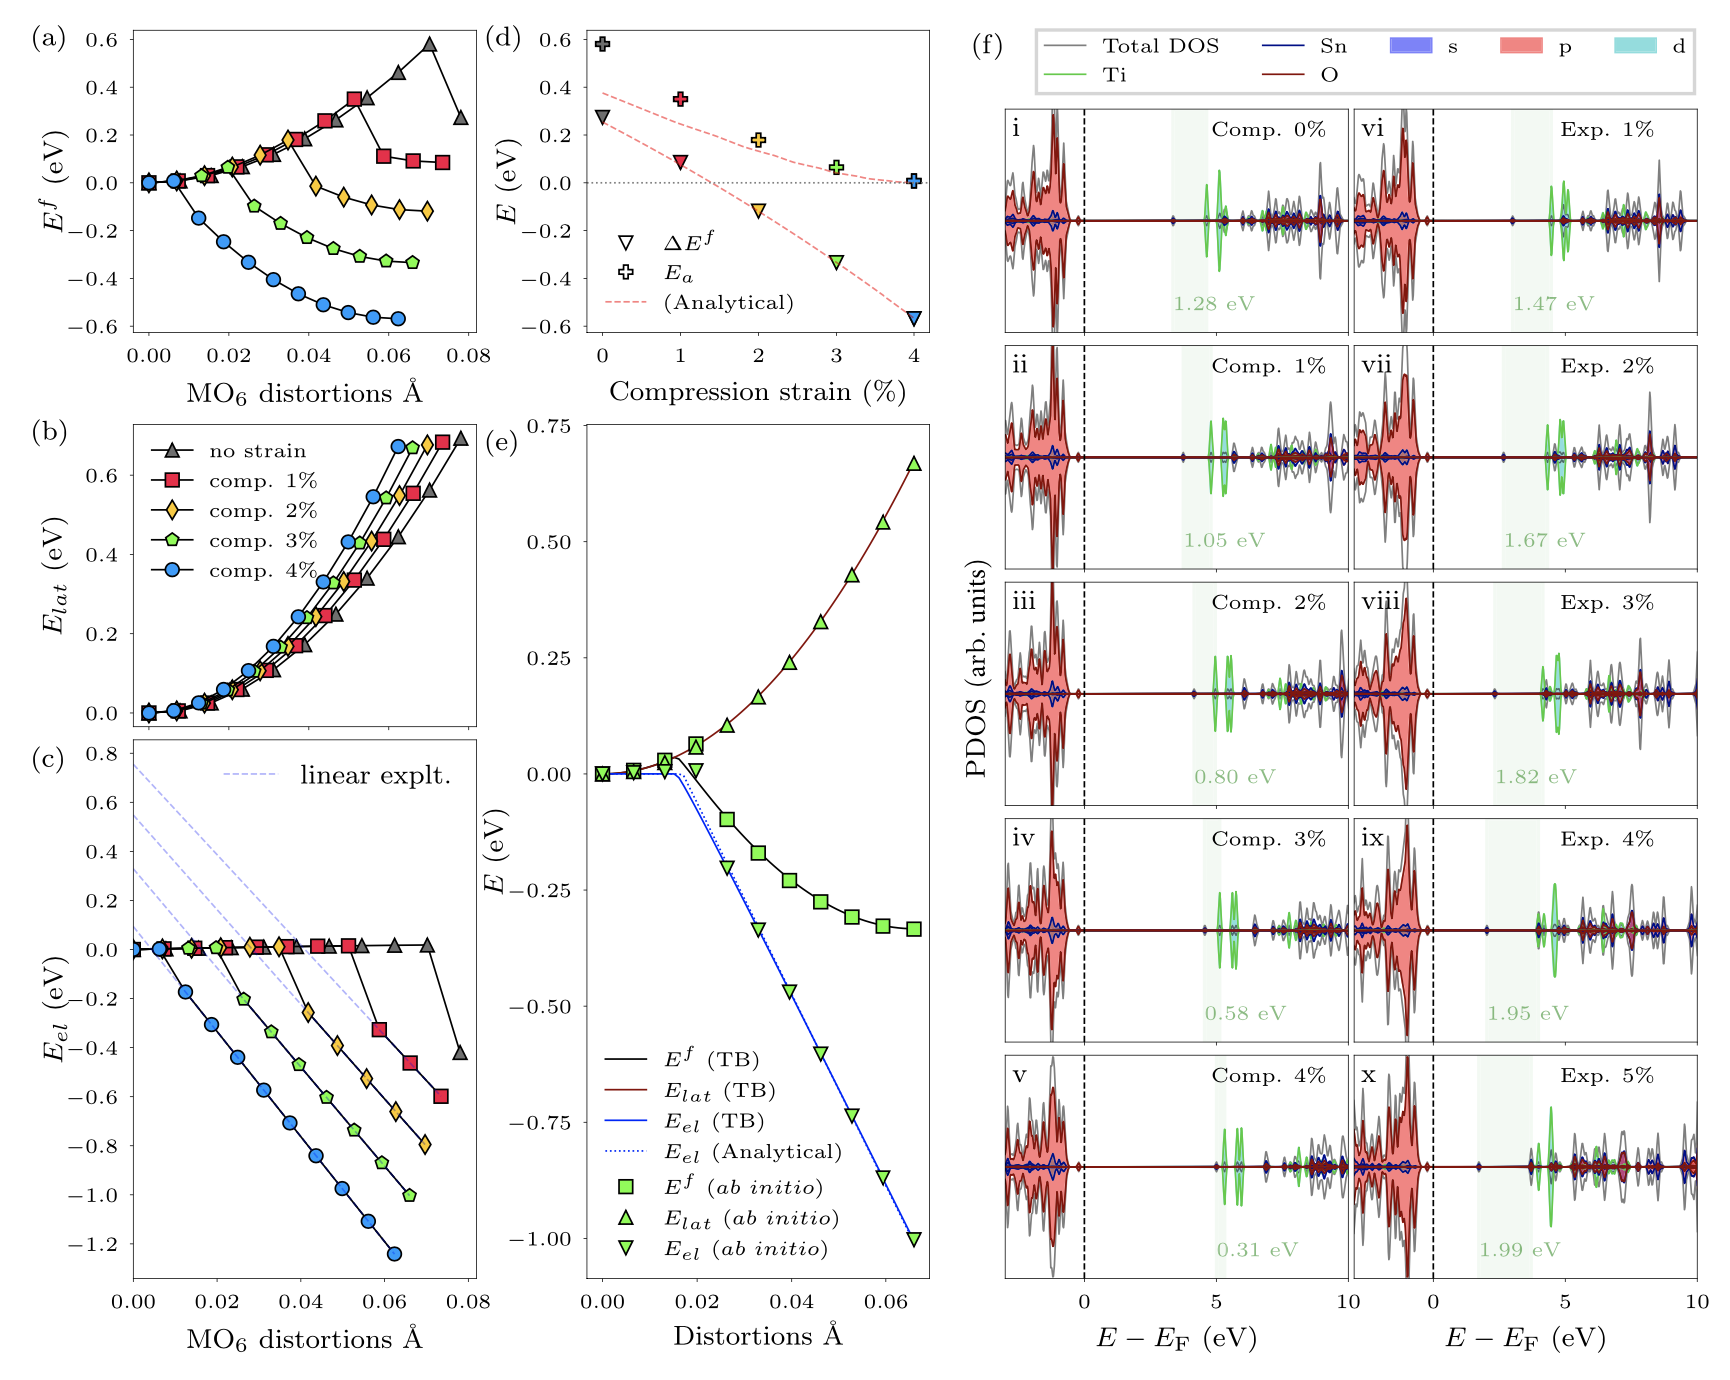 (a)
0.6
0.4
0.2
0.0
−0.2
−0.4
−0.6
E^f (eV)
0.00 0.02 0.04 0.06 0.08
MO₆ distortions Å
(b)
no strain
comp. 1%
comp. 2%
comp. 3%
comp. 4%
0.6
0.4
0.2
0.0
E_lat (eV)
(c)
linear explt.
0.8
0.6
0.4
0.2
0.0
−0.2
−0.4
−0.6
−0.8
−1.0
−1.2
E_el (eV)
0.00 0.02 0.04 0.06 0.08
MO₆ distortions Å
(d)
0.6
0.4
0.2
0.0
−0.2
−0.4
−0.6
E (eV)
ΔE^f
E_a
(Analytical)
0 1 2 3 4
Compression strain (%)
(e)
0.75
0.50
0.25
0.00
−0.25
−0.50
−0.75
−1.00
E (eV)
E^f (TB)
E_lat (TB)
E_el (TB)
E_el (Analytical)
E^f (ab initio)
E_lat (ab initio)
E_el (ab initio)
0.00 0.02 0.04 0.06
Distortions Å
(f)
Total DOS Sn s p d
Ti O
PDOS (arb. units)
i Comp. 0%
1.28 eV
vi Exp. 1%
1.47 eV
ii Comp. 1%
1.05 eV
vii Exp. 2%
1.67 eV
iii Comp. 2%
0.80 eV
viii Exp. 3%
1.82 eV
iv Comp. 3%
0.58 eV
ix Exp. 4%
1.95 eV
v Comp. 4%
0.31 eV
x Exp. 5%
1.99 eV
0 5 10 0 5 10
E − E_F (eV) E − E_F (eV)